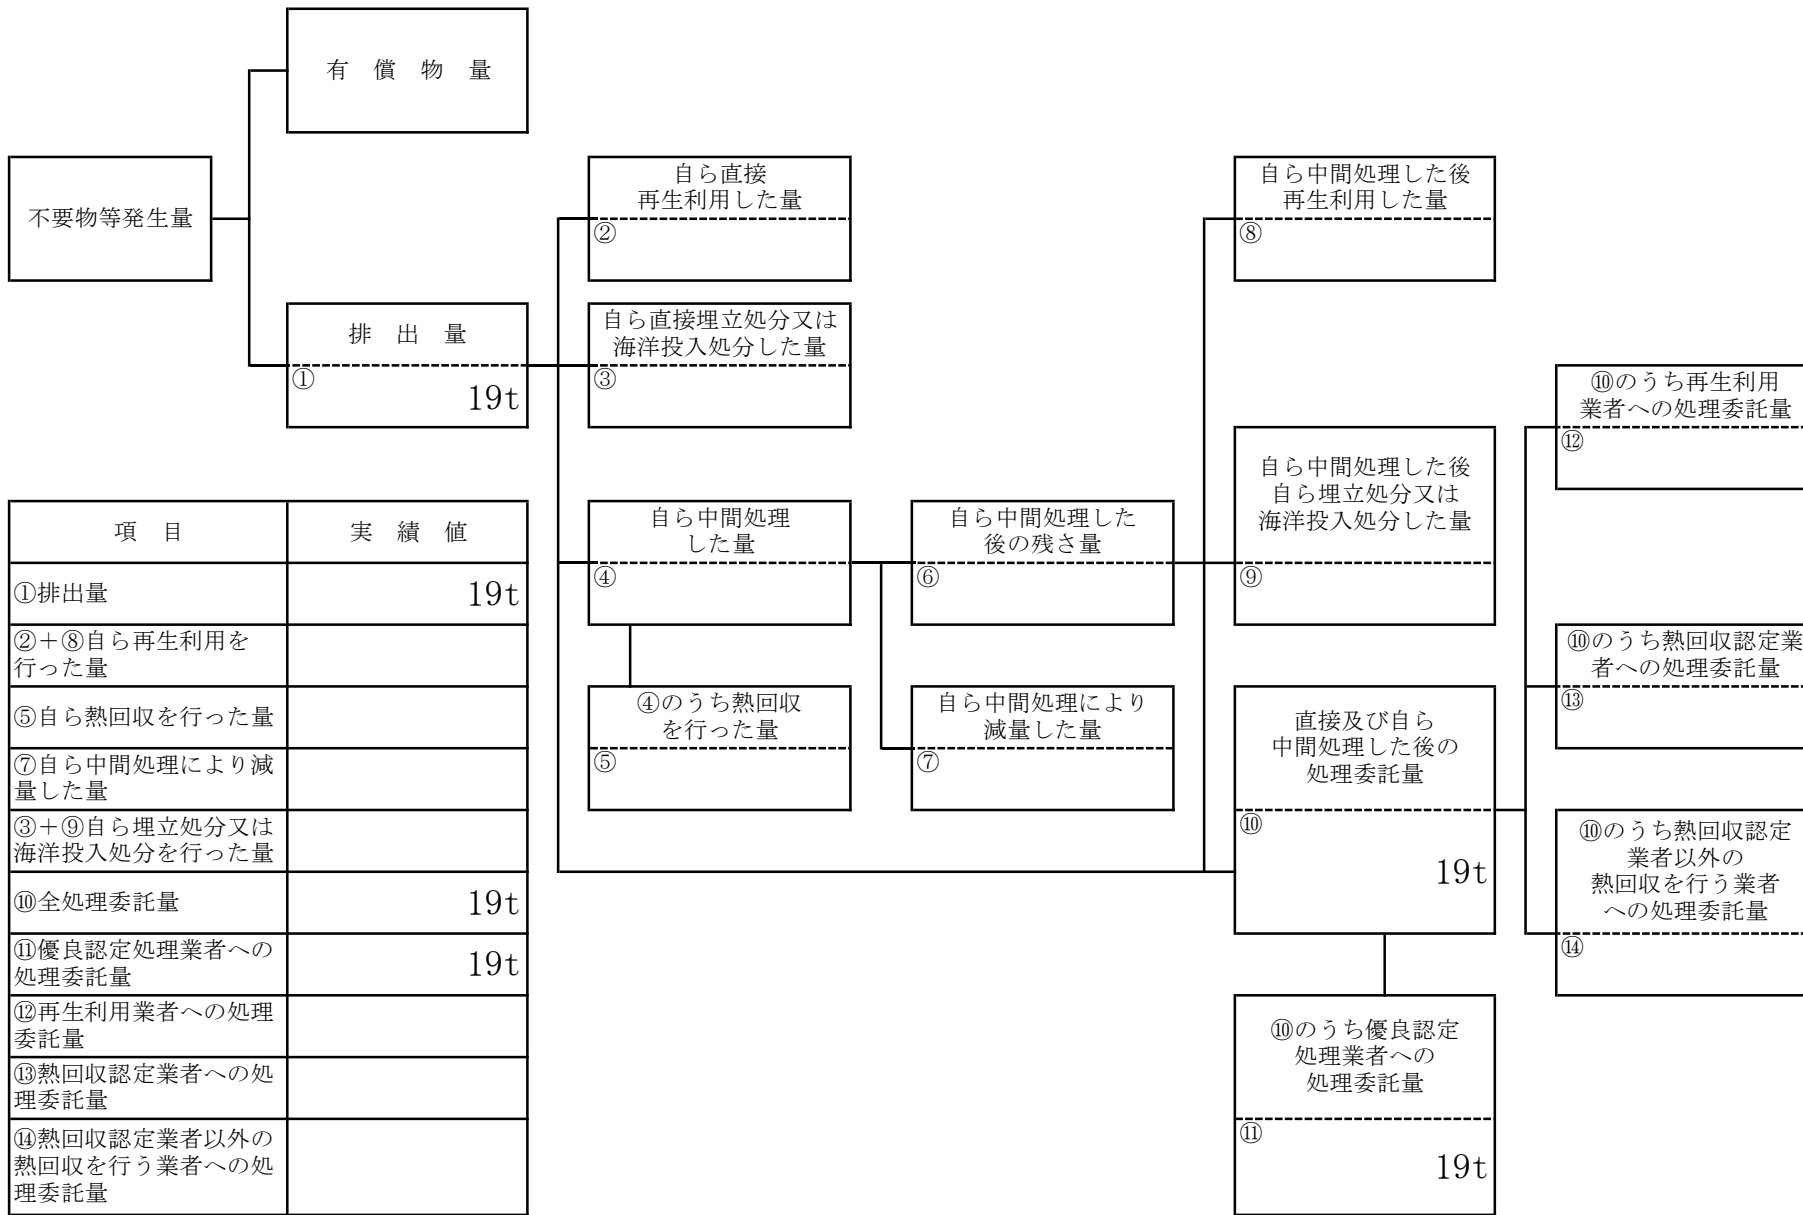 有　償　物　量
不要物等発生量
排　出　量
①
19t
自ら直接
再生利用した量
②
自ら直接埋立処分又は
海洋投入処分した量
③
自ら中間処理
した量
④
④のうち熱回収
を行った量
⑤
自ら中間処理した
後の残さ量
⑥
自ら中間処理により
減量した量
⑦
自ら中間処理した後
再生利用した量
⑧
自ら中間処理した後
自ら埋立処分又は
海洋投入処分した量
⑨
直接及び自ら
中間処理した後の
処理委託量
⑩
19t
⑩のうち優良認定
処理業者への
処理委託量
⑪
19t
⑩のうち再生利用
業者への処理委託量
⑫
⑩のうち熱回収認定業
者への処理委託量
⑬
⑩のうち熱回収認定
業者以外の
熱回収を行う業者
への処理委託量
⑭
項　目　実　績　値
①排出量　19t
②＋⑧自ら再生利用を
行った量
⑤自ら熱回収を行った量
⑦自ら中間処理により減
量した量
③＋⑨自ら埋立処分又は
海洋投入処分を行った量
⑩全処理委託量　19t
⑪優良認定処理業者への
処理委託量　19t
⑫再生利用業者への処理
委託量
⑬熱回収認定業者への処
理委託量
⑭熱回収認定業者以外の
熱回収を行う業者への処
理委託量